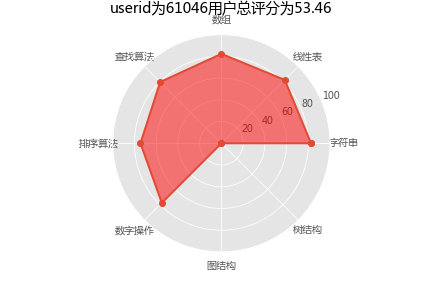 userid为61046用户总评分为53.46
数组
查找算法
线性表
100
80
60
40
20
排序算法
字符串
数字操作
树结构
图结构